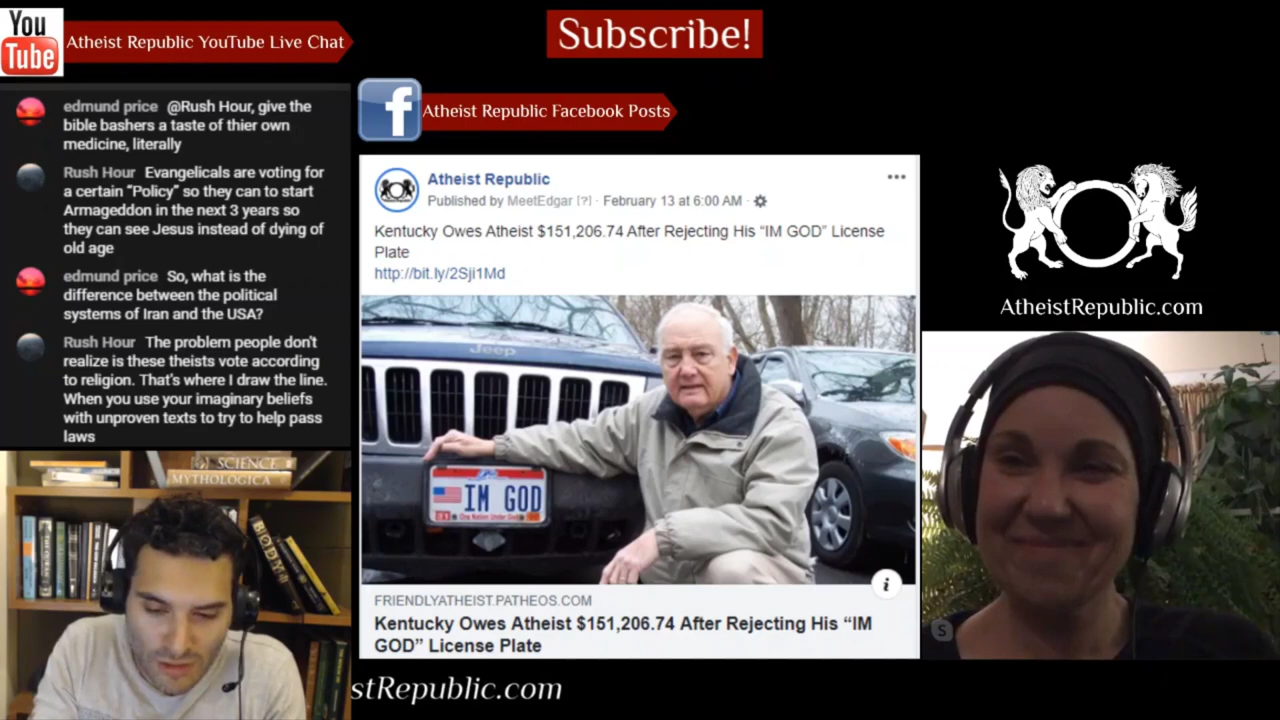 You
Tube
Atheist Republic YouTube Live Chat
Subscribe!
edmund price @Rush Hour, give the
bible bashers a taste of thier own
medicine, literally
Rush Hour Evangelicals are voting for
a certain “Policy” so they can to start
Armageddon in the next 3 years so
they can see Jesus instead of dying of
old age
edmund price So, what is the
difference between the political
systems of Iran and the USA?
Rush Hour The problem people don't
realize is these theists vote according
to religion. That's where I draw the line.
When you use your imaginary beliefs
with unproven texts to try to help pass
laws
f
Atheist Republic Facebook Posts
Atheist Republic
Published by MeetEdgar [?] · February 13 at 6:00 AM ·
Kentucky Owes Atheist $151,206.74 After Rejecting His “IM GOD” License
Plate
http://bit.ly/2Sji1Md
Jeep
IM GOD
One Nation Under God
i
FRIENDLYATHEIST.PATHEOS.COM
Kentucky Owes Atheist $151,206.74 After Rejecting His “IM
GOD” License Plate
AtheistRepublic.com
SCIENCE
MYTHOLOGICA
S
istRepublic.com